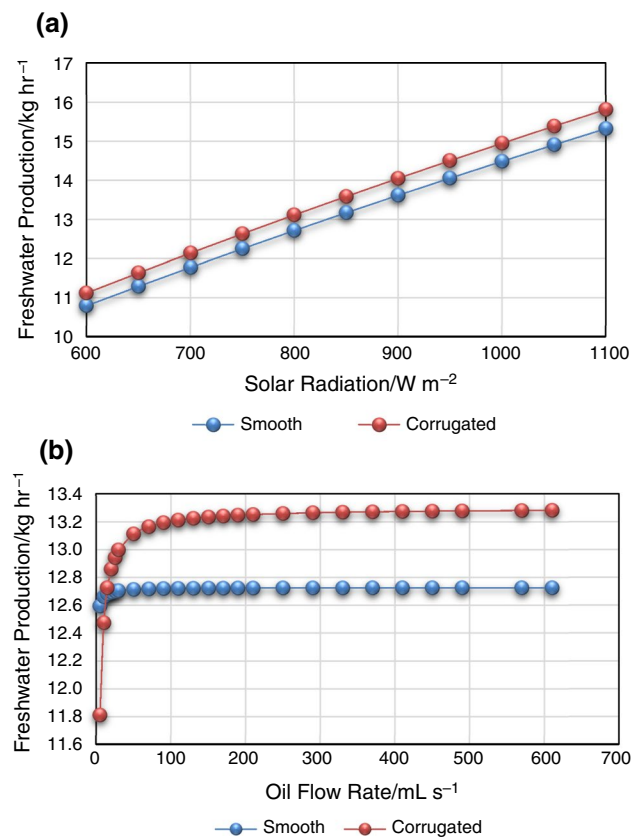 (a)
Freshwater Production/kg hr⁻¹
17
16
15
14
13
12
11
10
600 700 800 900 1000 1100
Solar Radiation/W m⁻²
Smooth Corrugated
(b)
Freshwater Production/kg hr⁻¹
13.4
13.2
13.0
12.8
12.6
12.4
12.2
12.0
11.8
11.6
0 100 200 300 400 500 600 700
Oil Flow Rate/mL s⁻¹
Smooth Corrugated